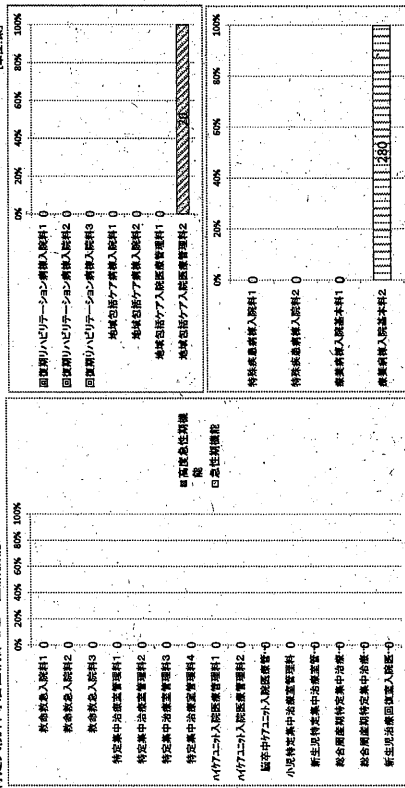 0% 20% 40% 60% 80% 100%
救命救急入院料1 0
救命救急入院料2 0
救命救急入院料3 0
特定集中治療室管理料1 0
特定集中治療室管理料2 0
特定集中治療室管理料3 0
特定集中治療室管理料4 0
ハイケアユニット入院医療管理料1 0
ハイケアユニット入院医療管理料2 0
脳卒中ケアユニット入院医療管… 0
小児特定集中治療室管理料 0
新生児特定集中治療室管… 0
総合周産期特定集中治療… 0
総合周産期特定集中治療… 0
新生児治療回復室入院医… 0
高度急性期機
能
急性期機能
0% 20% 40% 60% 80% 100%
回復期リハビリテーション病棟入院料1 0
回復期リハビリテーション病棟入院料2 0
回復期リハビリテーション病棟入院料3 0
地域包括ケア病棟入院料1 0
地域包括ケア病棟入院料2 0
地域包括ケア入院医療管理料1 0
地域包括ケア入院医療管理料2
0% 20% 40% 60% 80% 100%
特殊疾患病棟入院料1 0
特殊疾患病棟入院料2 0
療養病棟入院基本料1 0
療養病棟入院基本料2 280